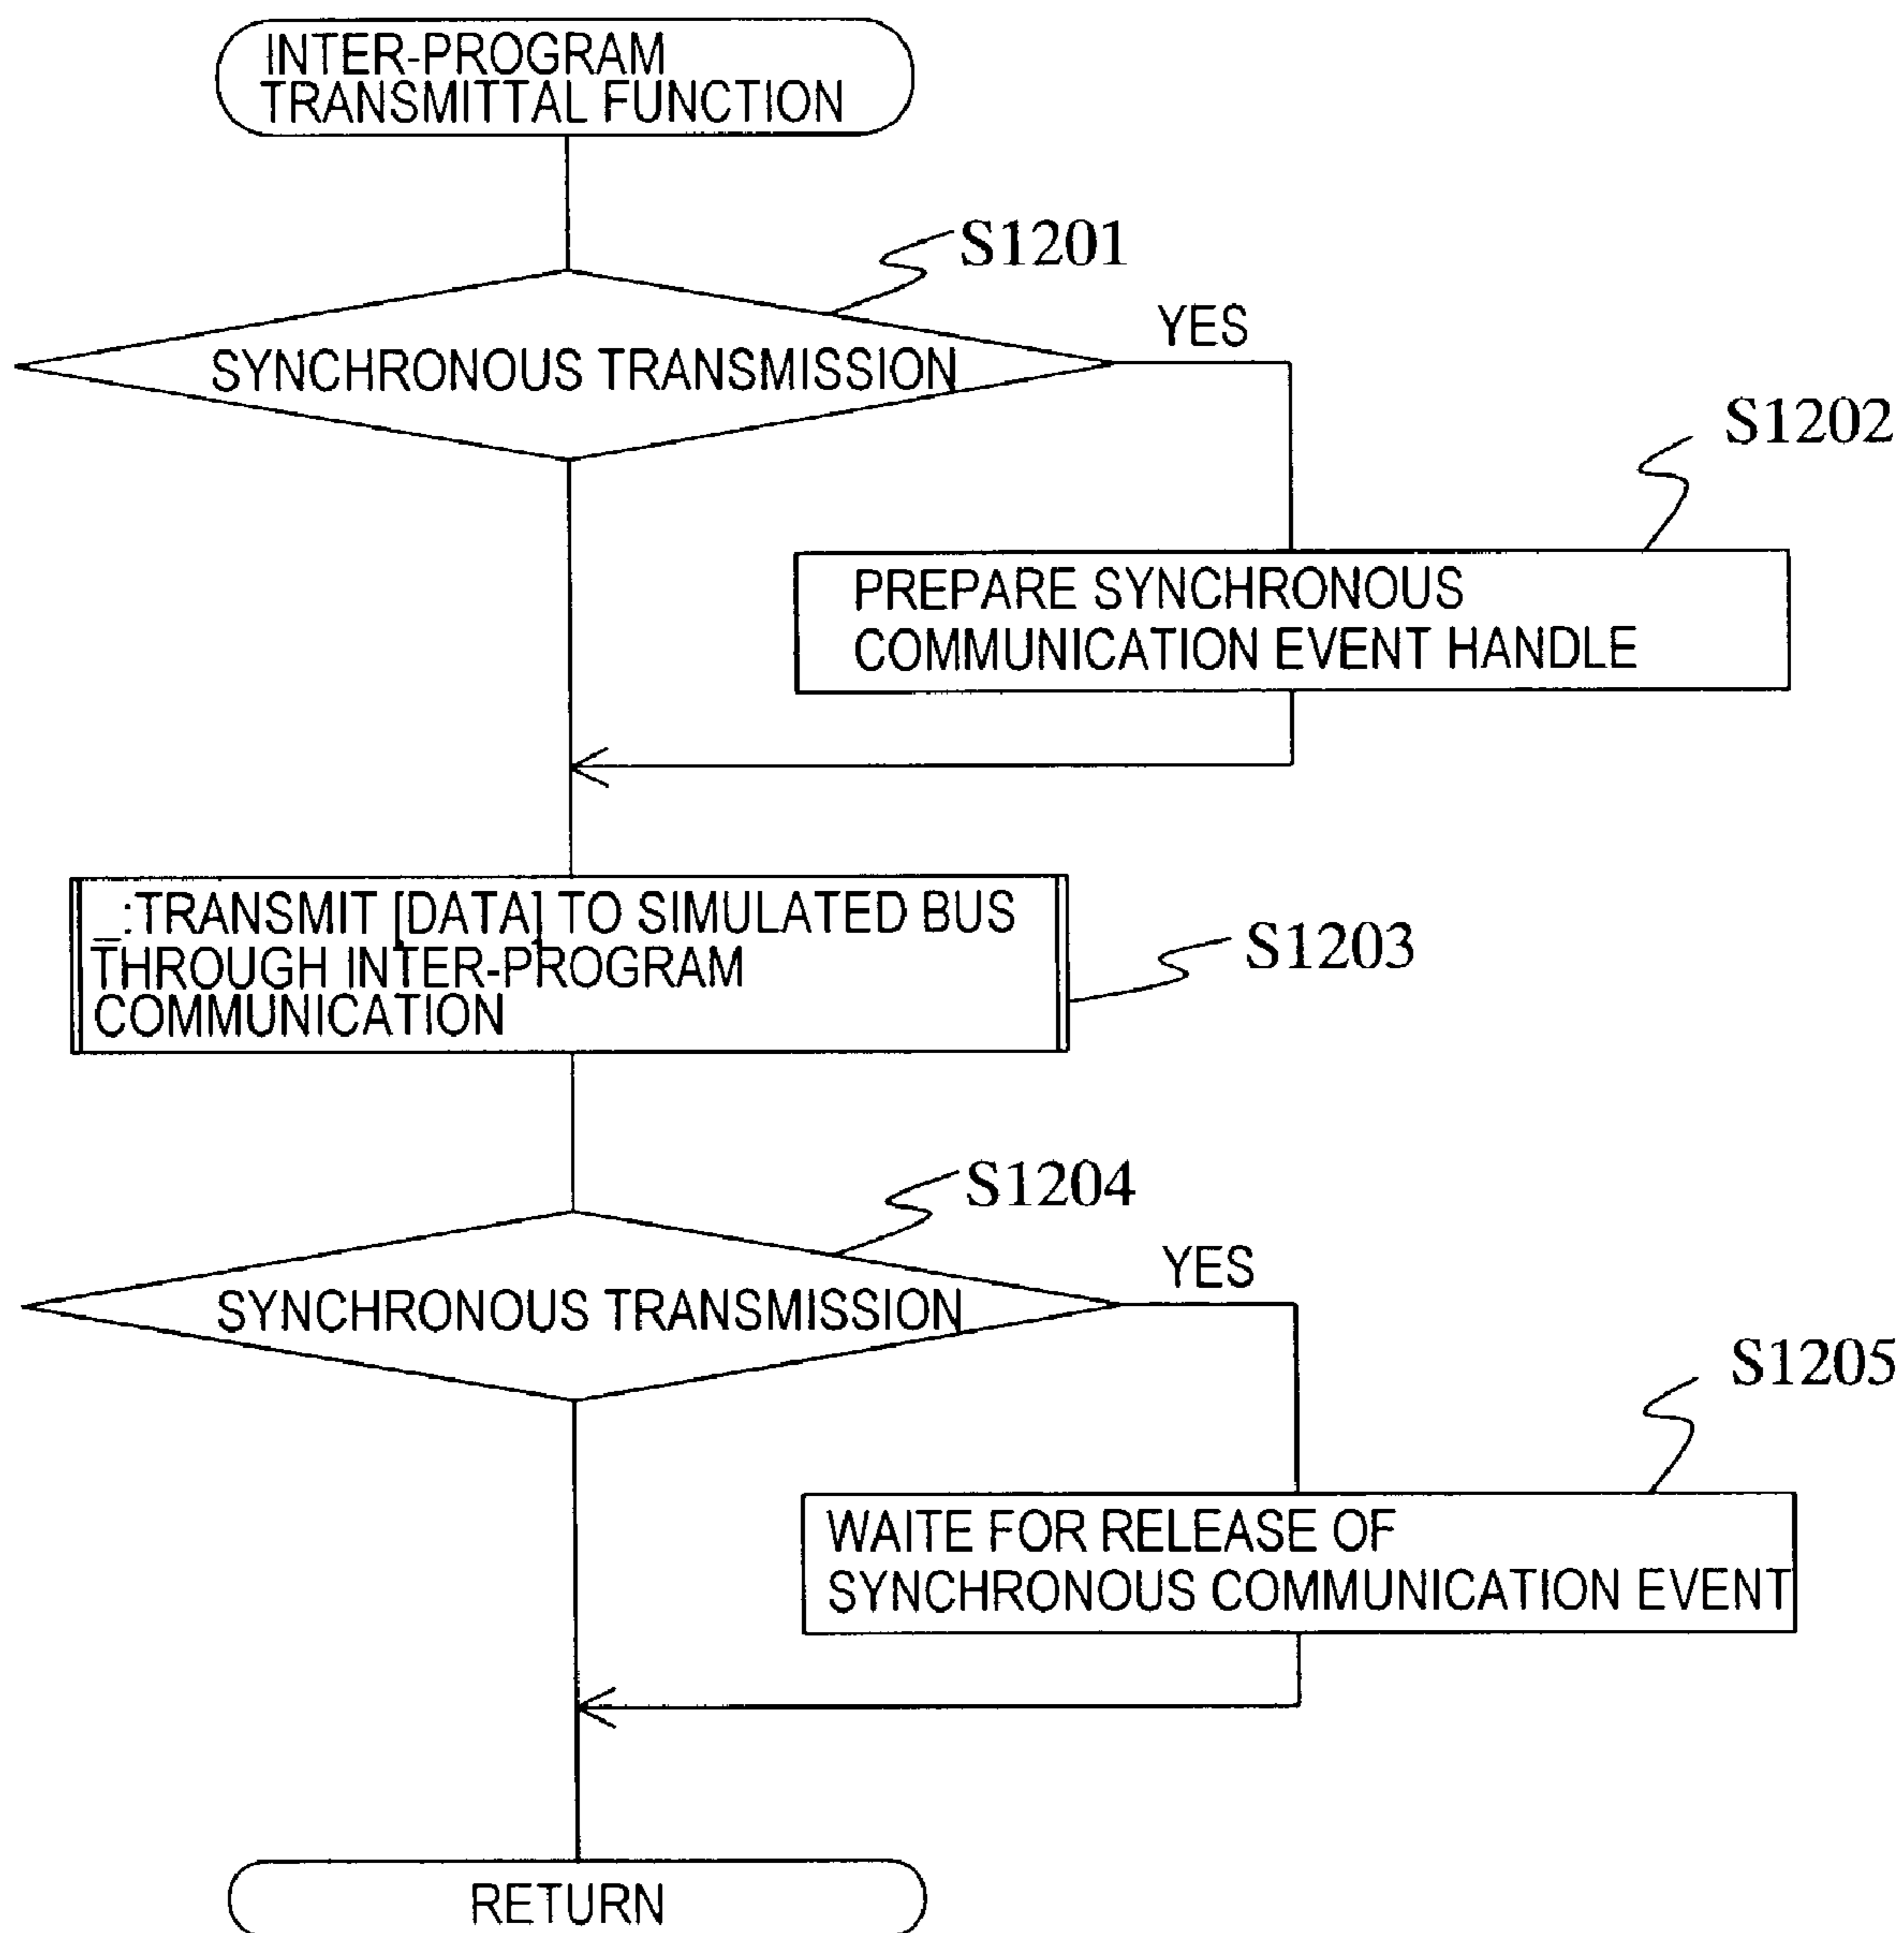 INTER-PROGRAM
TRANSMITTAL FUNCTION
S1201
YES
SYNCHRONOUS TRANSMISSION
S1202
PREPARE SYNCHRONOUS
COMMUNICATION EVENT HANDLE
_:TRANSMIT [DATA] TO SIMULATED BUS
THROUGH INTER-PROGRAM
COMMUNICATION
S1203
S1204
YES
SYNCHRONOUS TRANSMISSION
S1205
WAITE FOR RELEASE OF
SYNCHRONOUS COMMUNICATION EVENT
RETURN